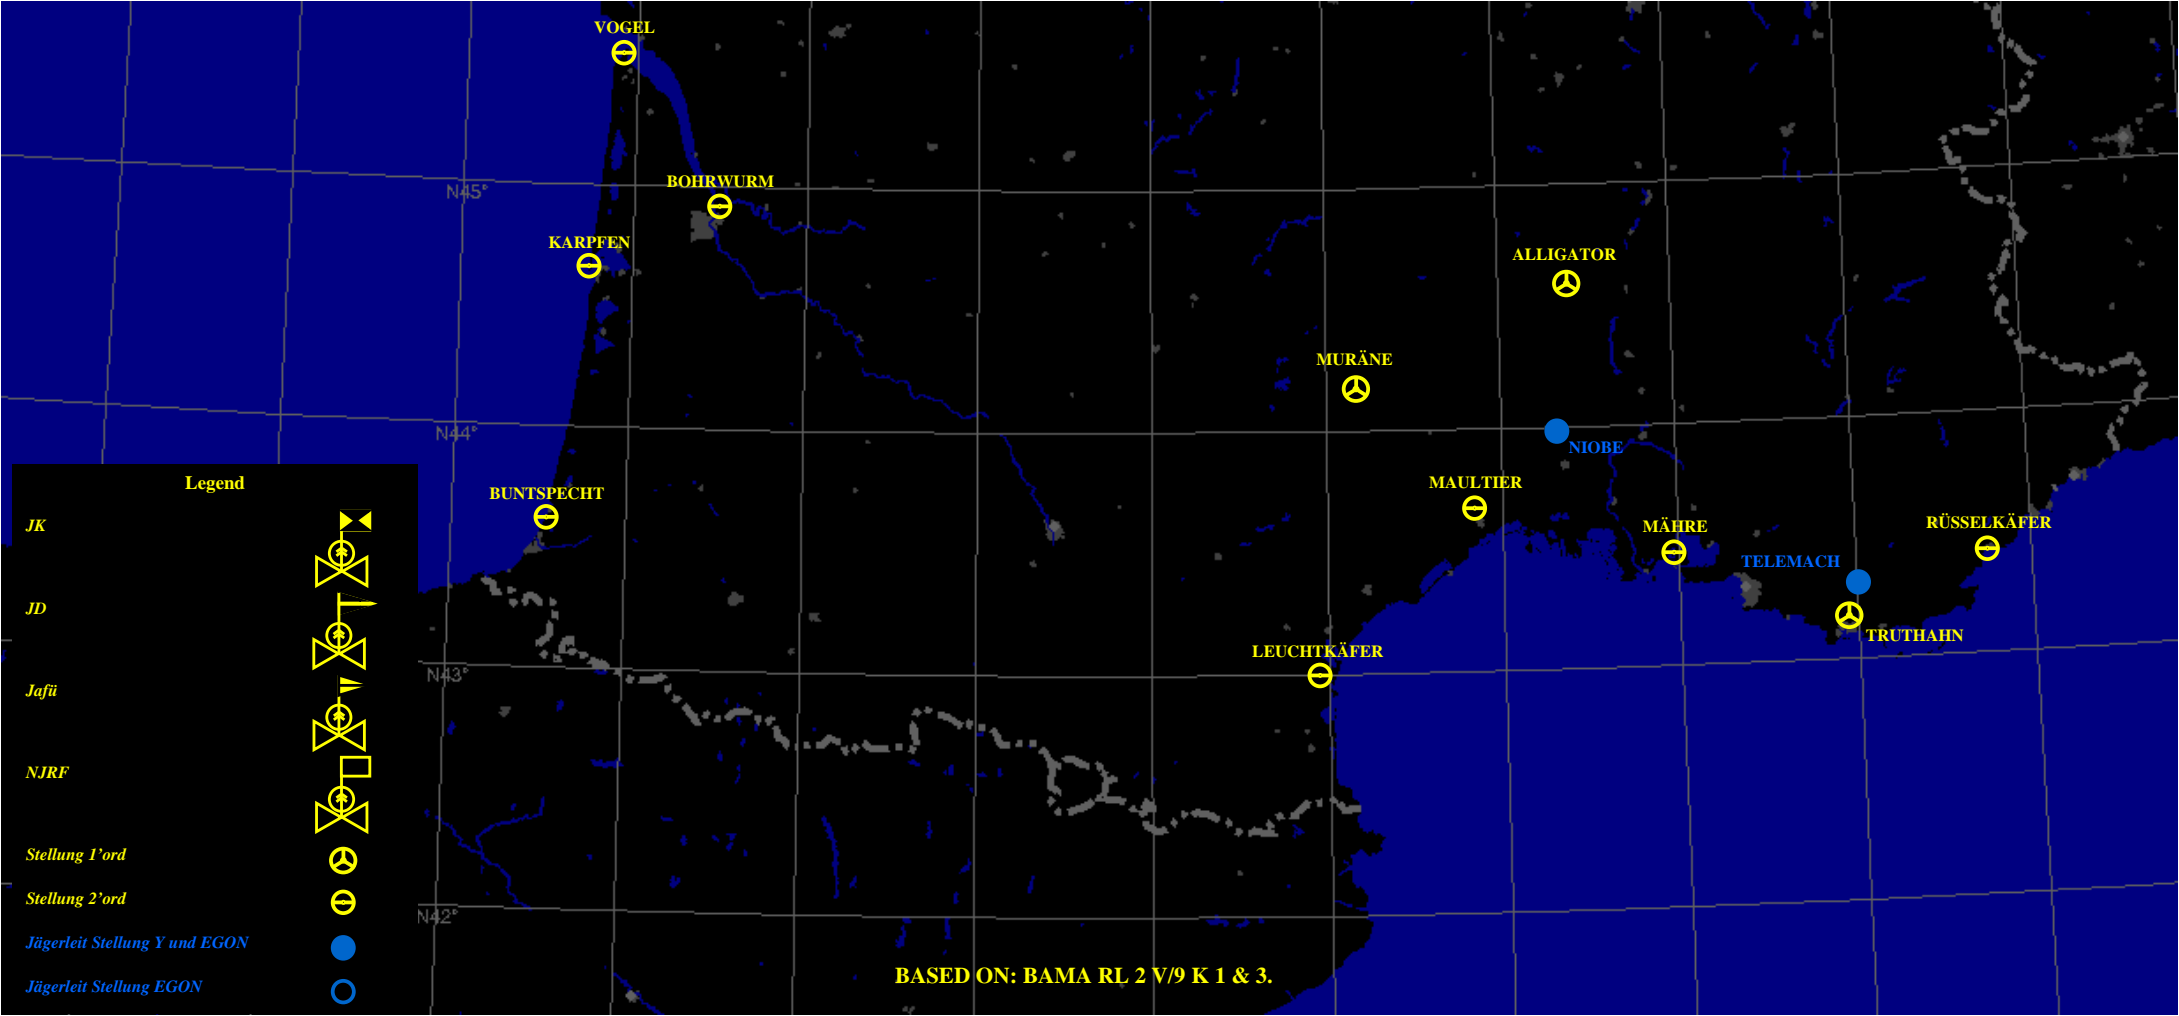 VOGEL
BOHRWURM
N45°
KARPFEN
ALLIGATOR
MURÄNE
N44°
NIOBE
MAULTIER
BUNTSPECHT
MÄHRE
RÜSSELKÄFER
TELEMACH
TRUTHAHN
LEUCHTKÄFER
N43°
N42°
Legend
JK
JD
Jafü
NJRF
Stellung 1’ord
Stellung 2’ord
Jägerleit Stellung Y und EGON
Jägerleit Stellung EGON
BASED ON: BAMA RL 2 V/9 K 1 & 3.